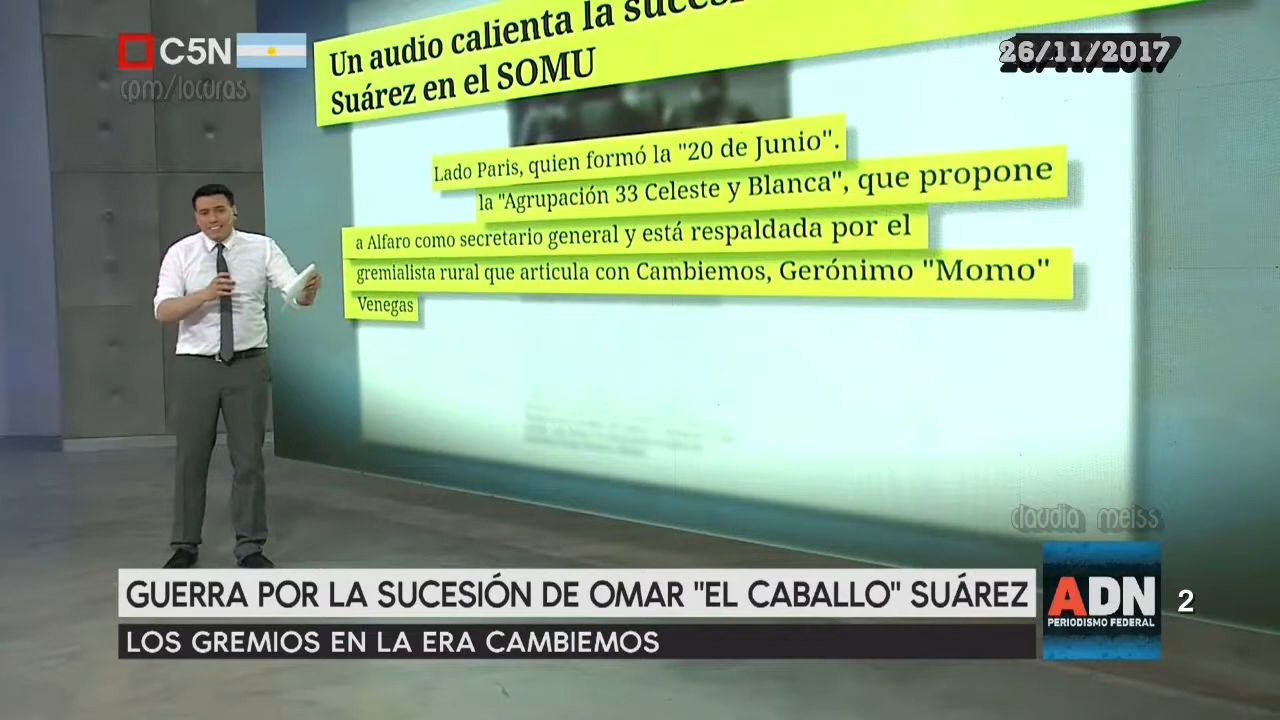 C5N
cpm/locuras
26/11/2017
Un audio calienta la
Suárez en el SOMU
Lado Paris, quien formó la "20 de Junio".
la "Agrupación 33 Celeste y Blanca", que propone
a Alfaro como secretario general y está respaldada por el
gremialista rural que articula con Cambiemos, Gerónimo "Momo"
Venegas
claudia meiss
GUERRA POR LA SUCESIÓN DE OMAR "EL CABALLO" SUÁREZ
LOS GREMIOS EN LA ERA CAMBIEMOS
ADN
PERIODISMO FEDERAL
2